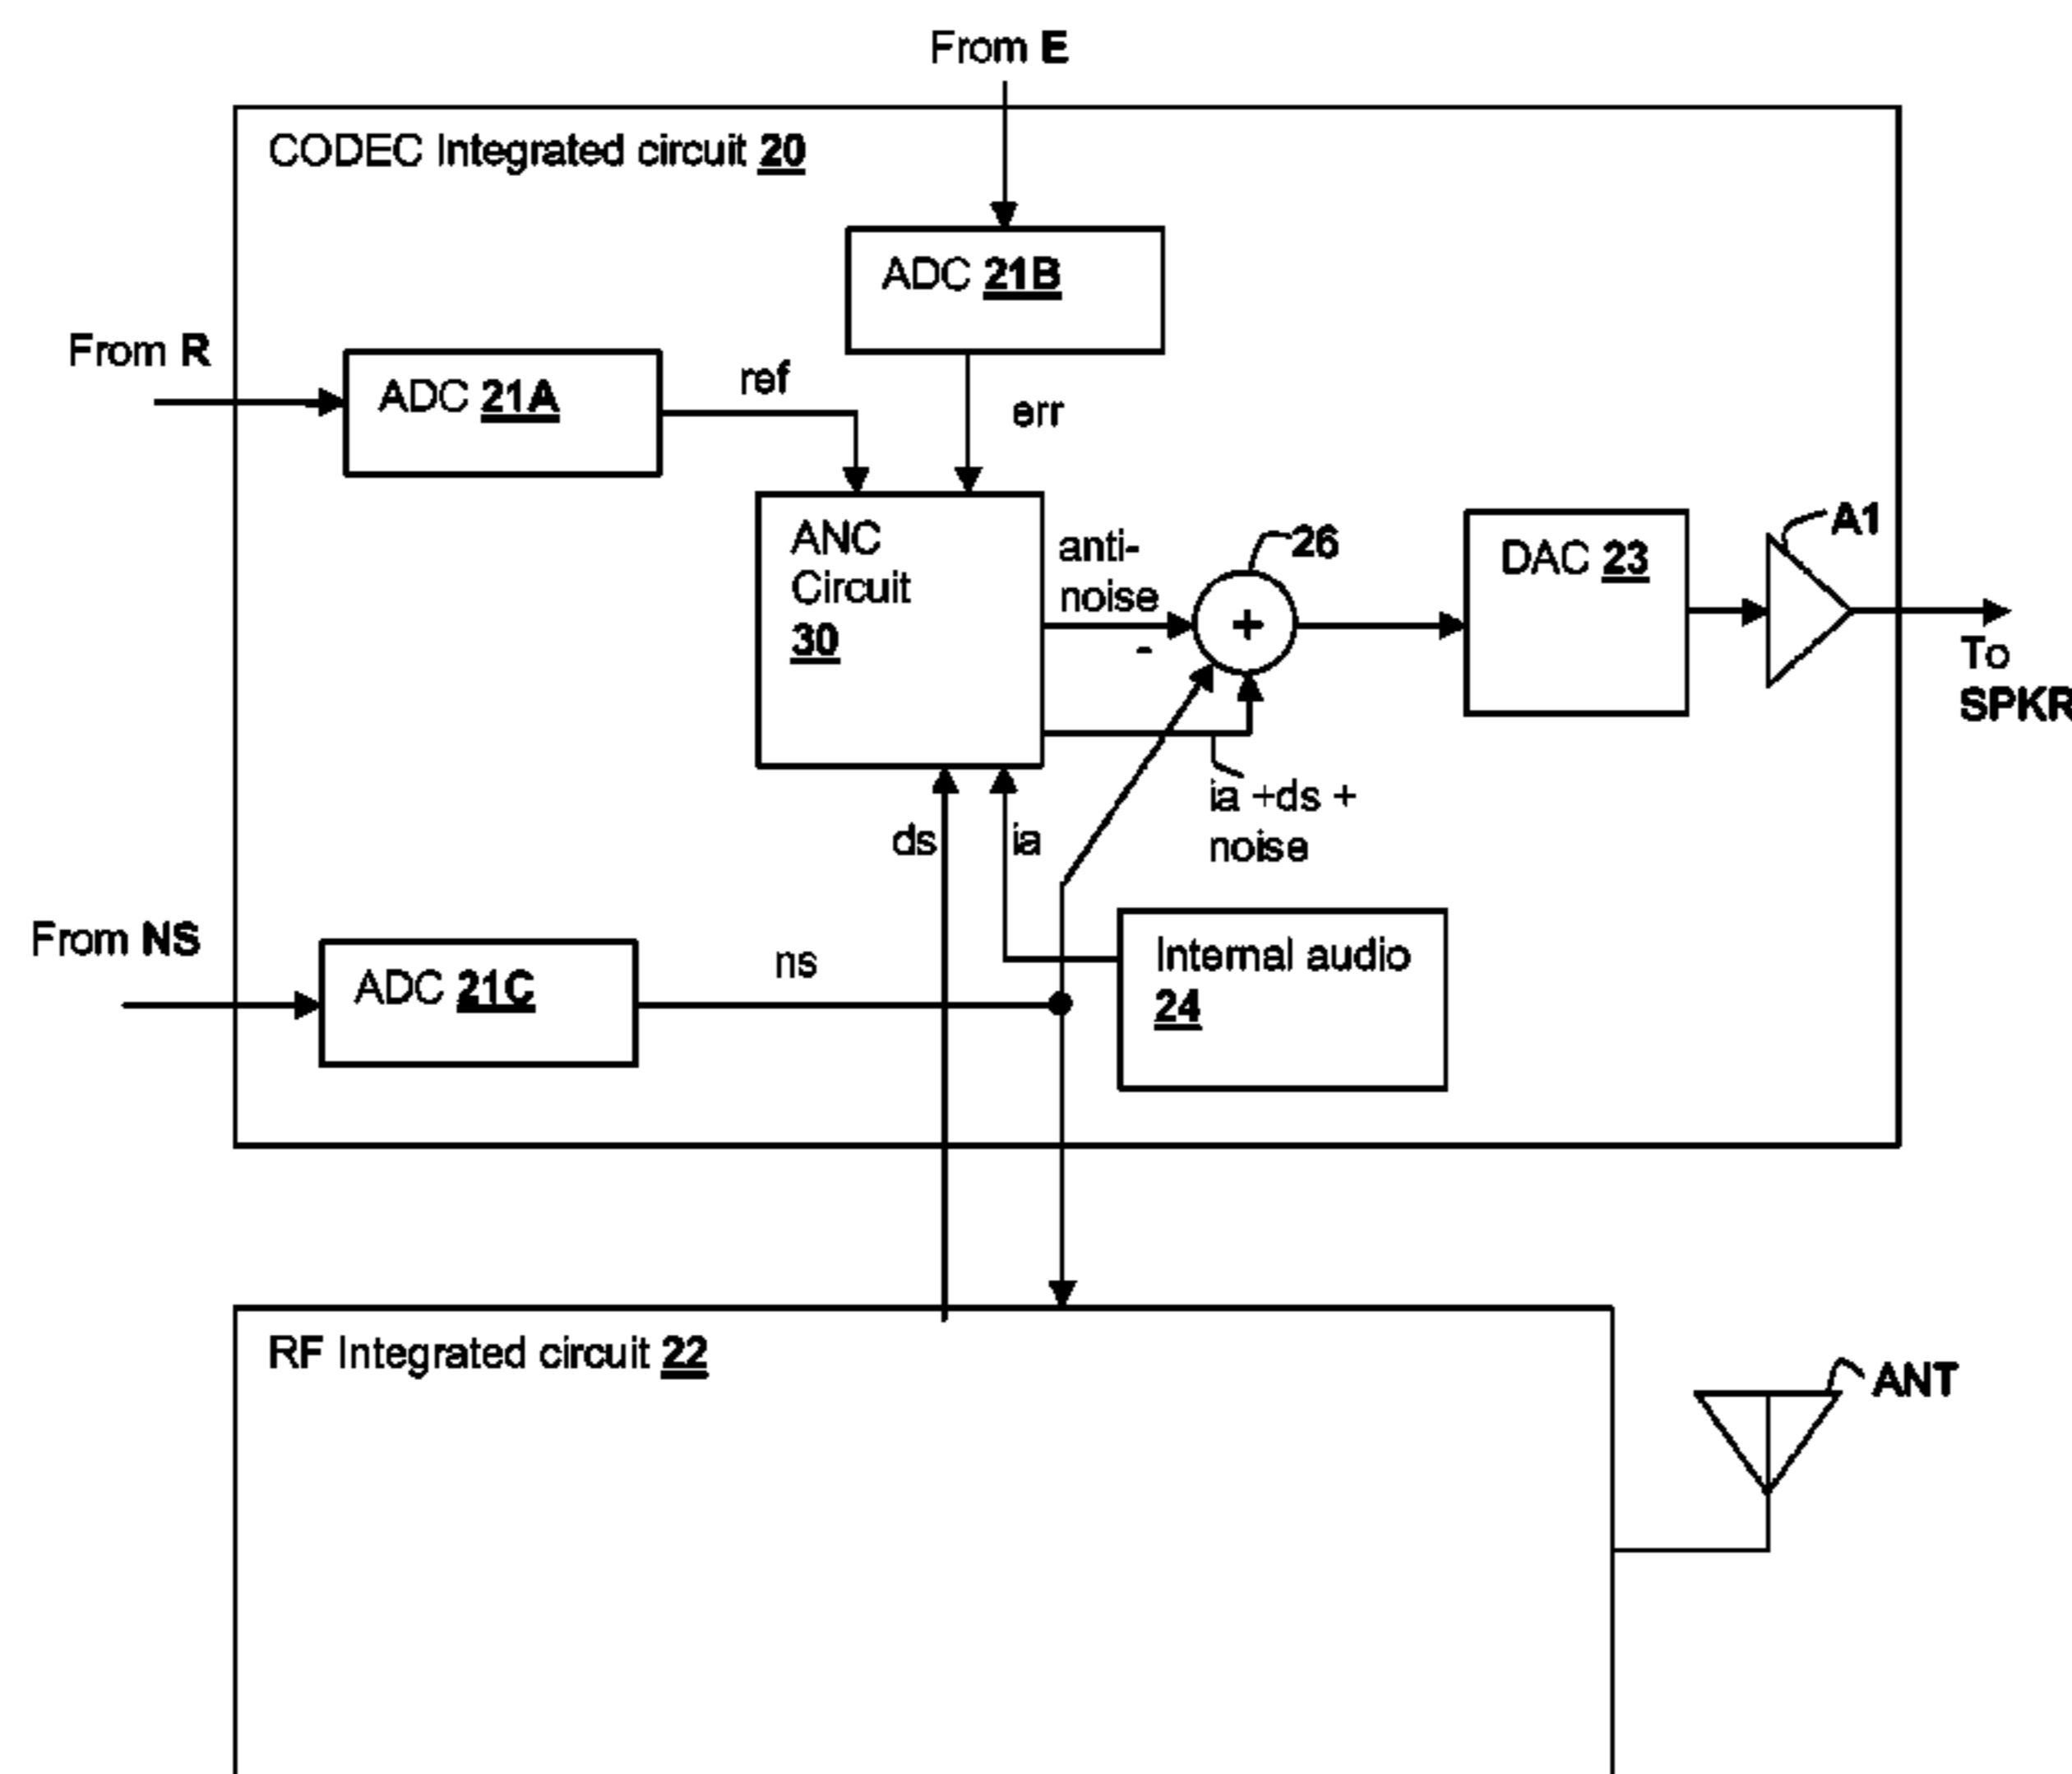 From E
CODEC Integrated circuit 20
ADC 21B
From R
ADC 21A
ref
err
ANC
Circuit
30
anti-
noise
-
26
+
DAC 23
A1
To
SPKR
ia +ds +
noise
ds
ia
From NS
ADC 21C
ns
Internal audio
24
RF Integrated circuit 22
ANT